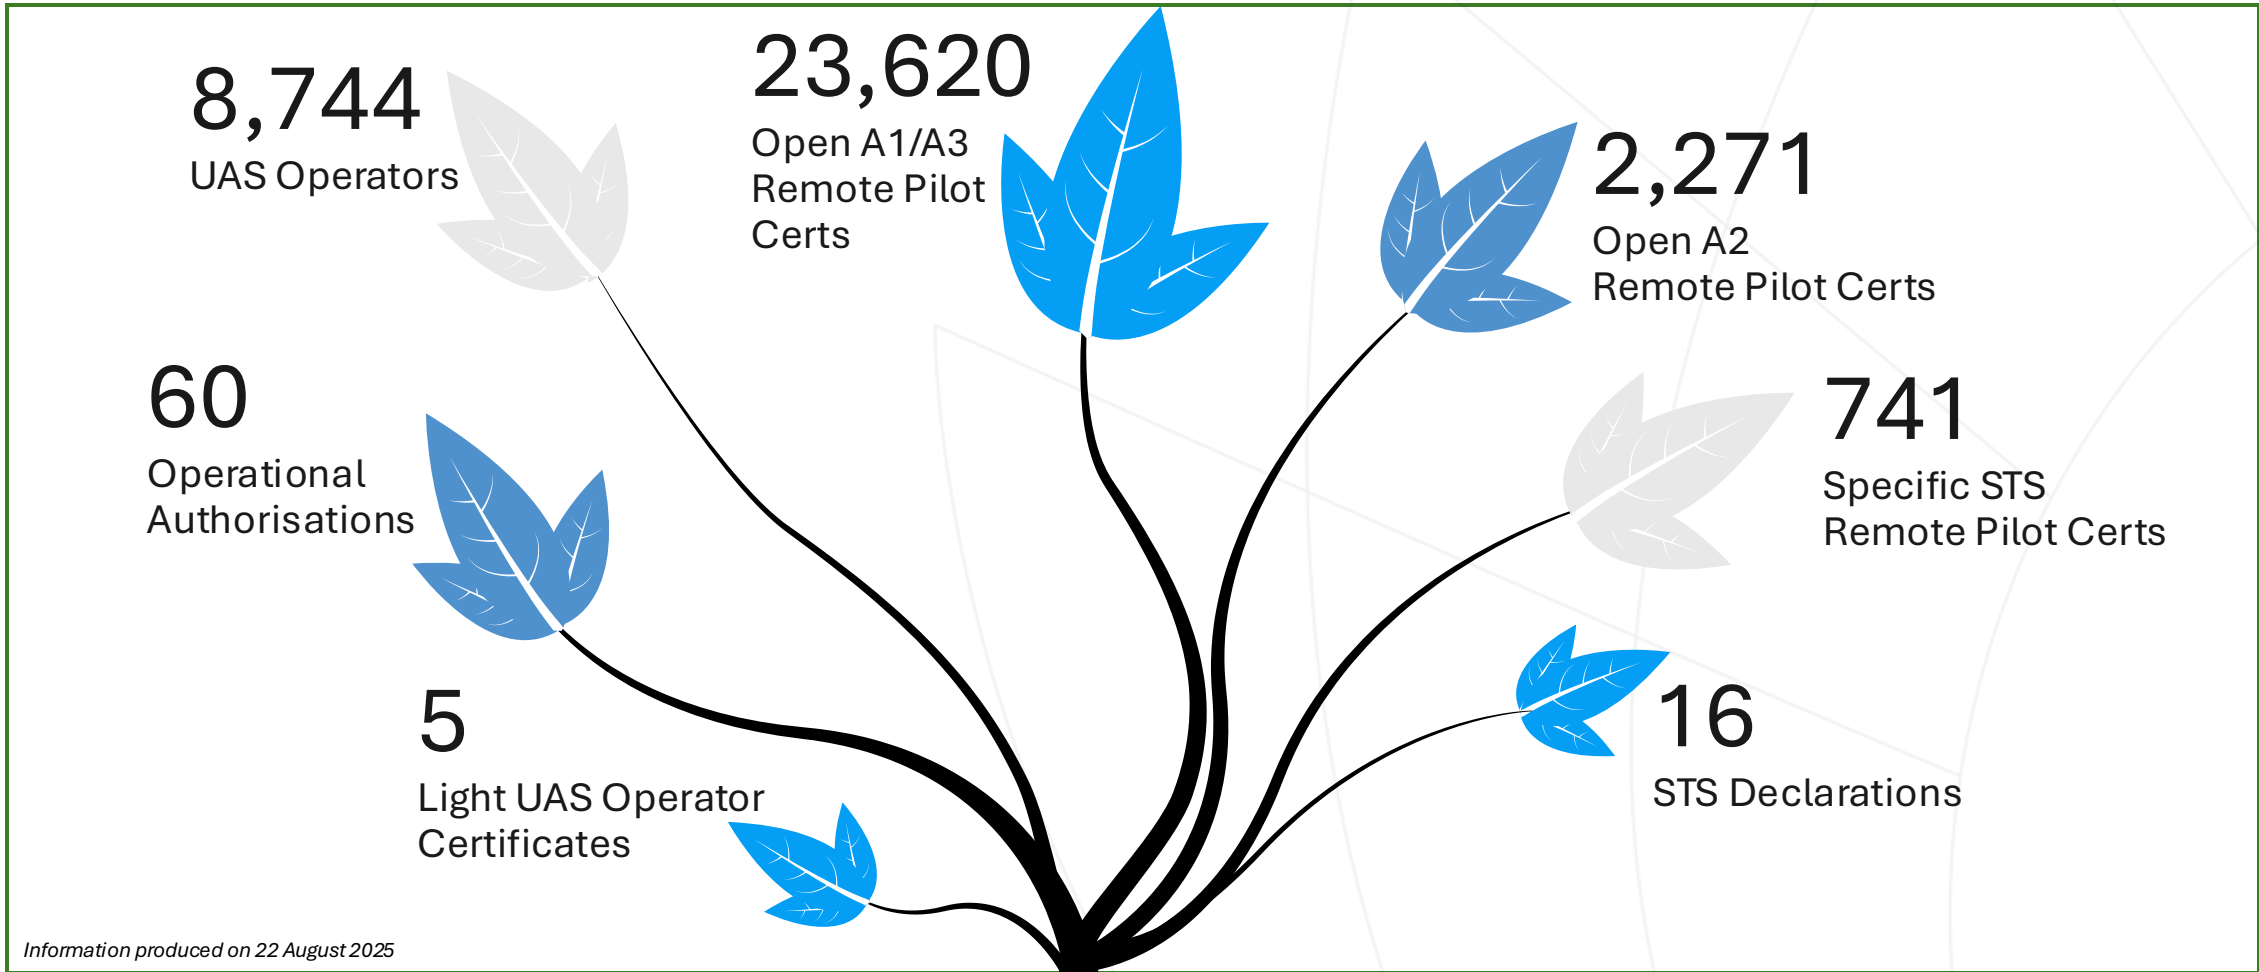 8,744
UAS Operators
23,620
Open A1/A3
Remote Pilot
Certs
2,271
Open A2
Remote Pilot Certs
60
Operational
Authorisations
741
Specific STS
Remote Pilot Certs
5
Light UAS Operator
Certificates
16
STS Declarations
Information produced on 22 August 2025